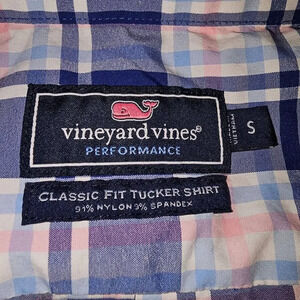 vineyard vines®
PERFORMANCE
S
CLASSIC FIT TUCKER SHIRT
91% NYLON 9% SPANDEX